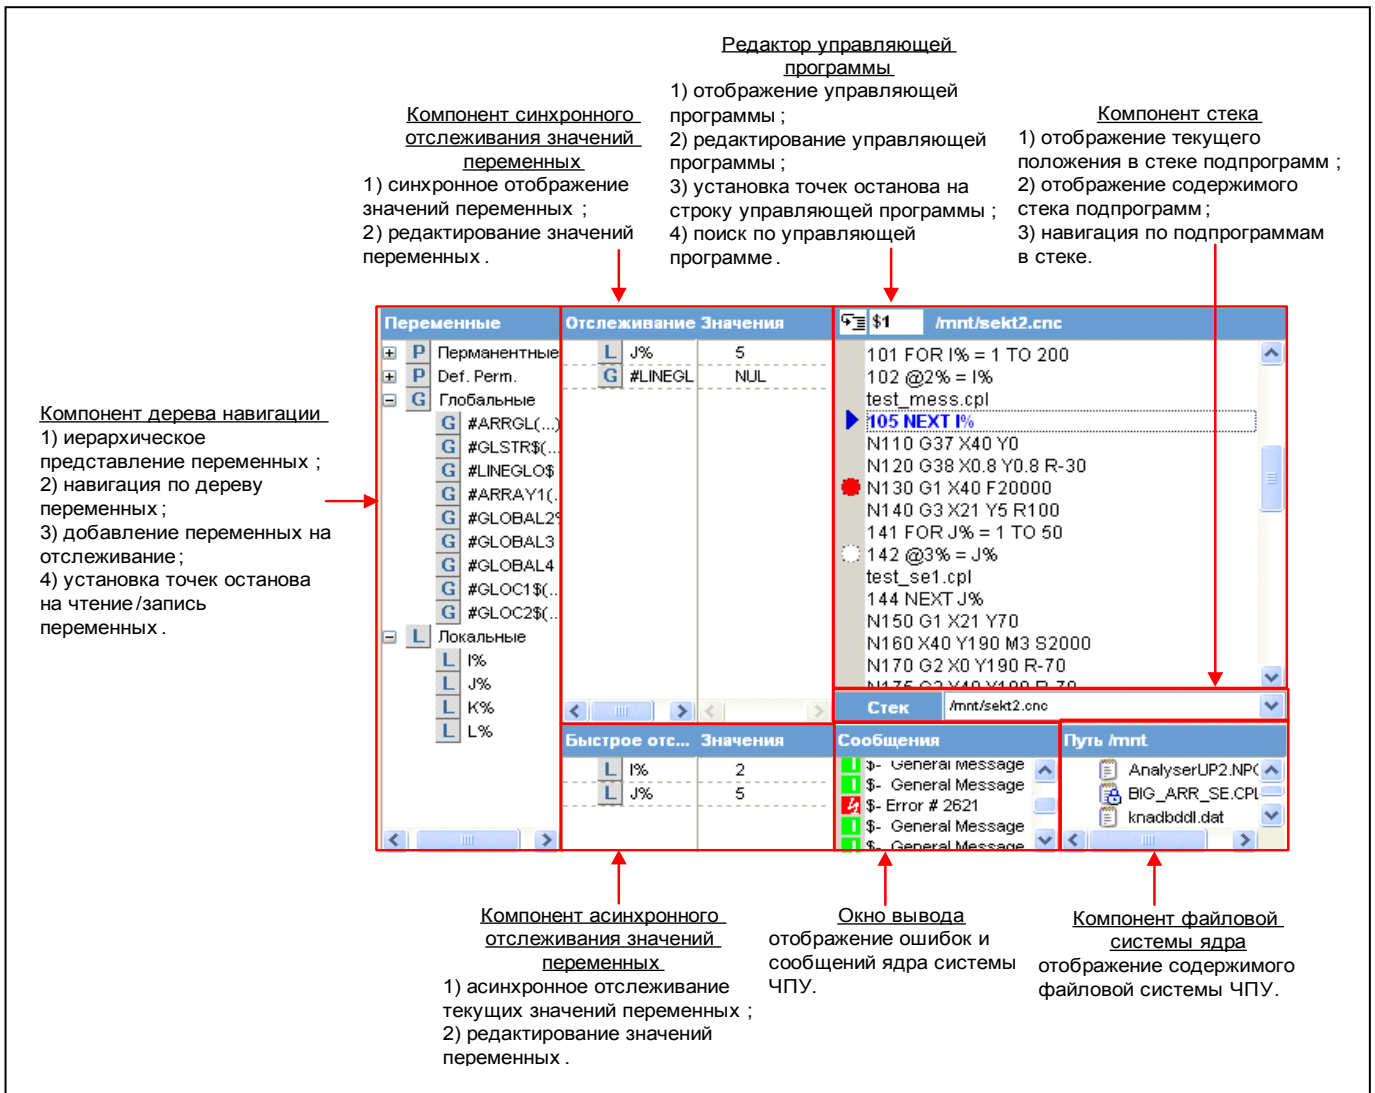 Редактор управляющей
программы
1) отображение управляющей
программы ;
2) редактирование управляющей
программы ;
3) установка точек останова на
строку управляющей программы ;
4) поиск по управляющей
программе .
Компонент синхронного
отслеживания значений
переменных
1) синхронное отображение
значений переменных ;
2) редактирование значений
переменных .
Компонент стека
1) отображение текущего
положения в стеке подпрограмм ;
2) отображение содержимого
стека подпрограмм ;
3) навигация по подпрограммам
в стеке.
Компонент дерева навигации
1) иерархическое
представление переменных ;
2) навигация по дереву
переменных ;
3) добавление переменных на
отслеживание ;
4) установка точек останова
на чтение /запись
переменных .
Переменные
P Перманентные
P Def. Perm.
G Глобальные
G #ARRGL(...)
G #GLSTR$(...
G #LINEGLO$
G #ARRAY1(.
G #GLOBAL2%
G #GLOBAL3
G #GLOBAL4
G #GLOC1$(..
G #GLOC2$(..
L Локальные
L I%
L J%
L K%
L L%
Отслеживание Значения
L J% 5
G #LINEGL NUL
Быстрое отс... Значения
L I% 2
L J% 5
$1 /mnt/sekt2.cnc
101 FOR I% = 1 TO 200
102 @2% = I%
test_mess.cpl
105 NEXT I%
N110 G37 X40 Y0
N120 G38 X0.8 Y0.8 R-30
N130 G1 X40 F20000
N140 G3 X21 Y5 R100
141 FOR J% = 1 TO 50
142 @3% = J%
test_se1.cpl
144 NEXT J%
N150 G1 X21 Y70
N160 X40 Y190 M3 S2000
N170 G2 X0 Y190 R-70
N175 G2 X40 Y190 R-70
Стек /mnt/sekt2.cnc
Сообщения
$- General Message
$- General Message
$- Error # 2621
$- General Message
$- General Message
Путь /mnt
AnalyserUP2.NPC
BIG_ARR_SE.CPL
knadbddl.dat
Компонент асинхронного
отслеживания значений
переменных
1) асинхронное отслеживание
текущих значений переменных ;
2) редактирование значений
переменных .
Окно вывода
отображение ошибок и
сообщений ядра системы
ЧПУ.
Компонент файловой
системы ядра
отображение содержимого
файловой системы ЧПУ.